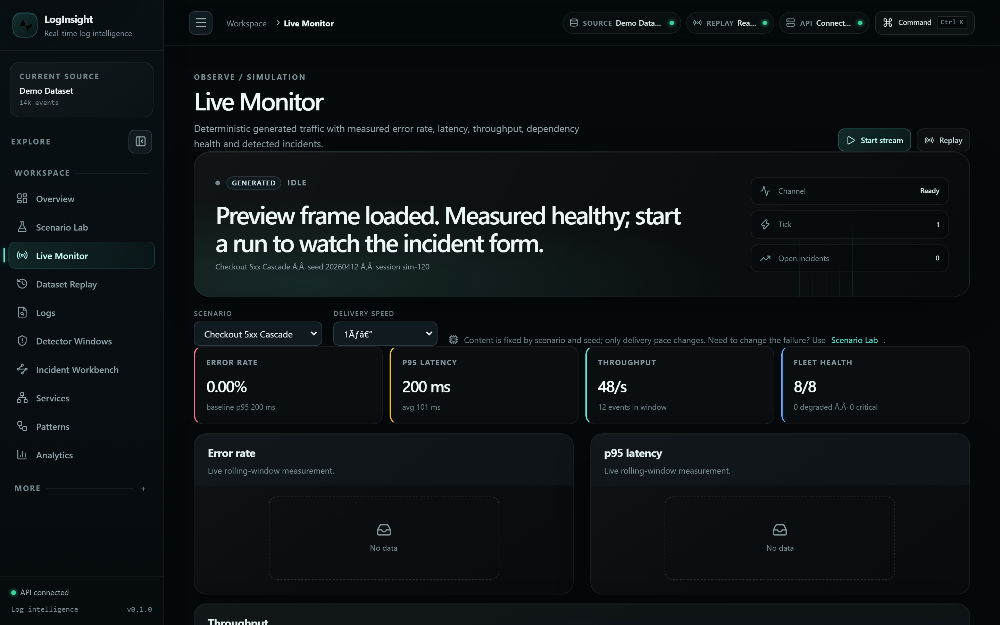 LogInsight
Real-time log intelligence
CURRENT SOURCE
Demo Dataset
14k events
EXPLORE
WORKSPACE
Overview
Scenario Lab
Live Monitor
Dataset Replay
Logs
Detector Windows
Incident Workbench
Services
Patterns
Analytics
MORE +
API connected
Log intelligence v0.1.0
Workspace > Live Monitor
SOURCE Demo Data...
REPLAY Rea...
API Connect...
Command Ctrl K
OBSERVE / SIMULATION
Live Monitor
Deterministic generated traffic with measured error rate, latency, throughput, dependency
health and detected incidents.
Start stream
Replay
GENERATED IDLE
Preview frame loaded. Measured healthy; start
a run to watch the incident form.
Checkout 5xx Cascade Ã‚Â· seed 20260412 Ã‚Â· session sim-120
Channel Ready
Tick 1
Open incidents 0
SCENARIO
Checkout 5xx Cascade
DELIVERY SPEED
1Ãƒâ€”
Content is fixed by scenario and seed; only delivery pace changes. Need to change the failure? Use Scenario Lab .
ERROR RATE
0.00%
baseline p95 200 ms
P95 LATENCY
200 ms
avg 101 ms
THROUGHPUT
48/s
12 events in window
FLEET HEALTH
8/8
0 degraded Ã‚Â· 0 critical
Error rate
Live rolling-window measurement.
No data
p95 latency
Live rolling-window measurement.
No data
Throughput